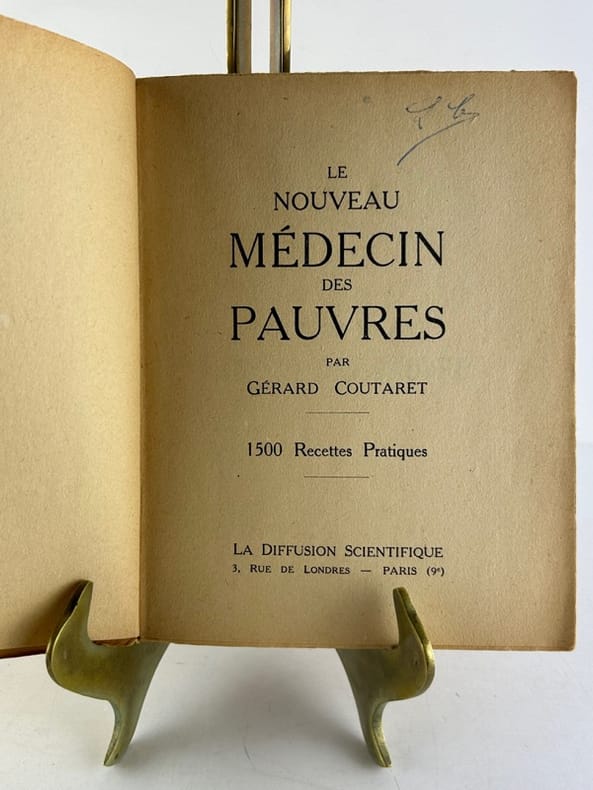 LE
NOUVEAU
MÉDECIN
DES
PAUVRES
PAR
GÉRARD COUTARET
1500 Recettes Pratiques
LA DIFFUSION SCIENTIFIQUE
3, RUE DE LONDRES — PARIS (9ᵉ)